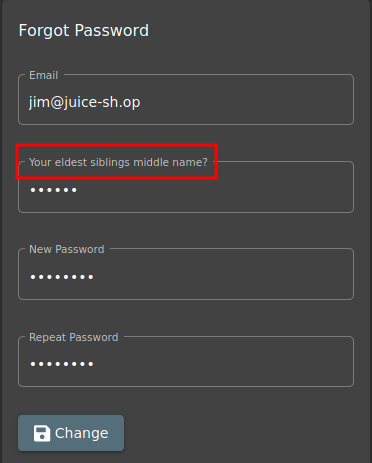 Forgot Password
Email
jim@juice-sh.op
Your eldest siblings middle name?
••••••
New Password
••••••••
Repeat Password
••••••••
Change